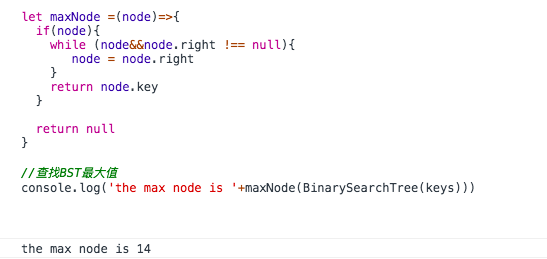 let maxNode =(node)=>{
  if(node){
    while (node&&node.right !== null){
       node = node.right
    }
    return node.key
  }
  return null
}
//查找BST最大值
console.log('the max node is '+maxNode(BinarySearchTree(keys)))
the max node is 14